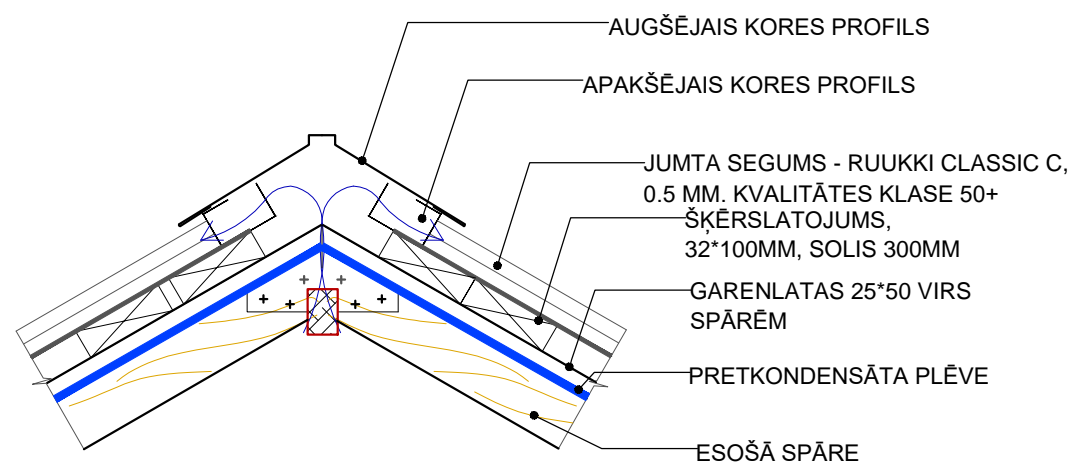 AUGŠĒJAIS KORES PROFILS
APAKŠĒJAIS KORES PROFILS
JUMTA SEGUMS - RUUKKI CLASSIC C,
0.5 MM. KVALITĀTES KLASE 50+
ŠĶĒRSLATOJUMS,
32*100MM, SOLIS 300MM
GARENLATAS 25*50 VIRS
SPĀRĒM
PRETKONDENSĀTA PLĒVE
ESOŠĀ SPĀRE